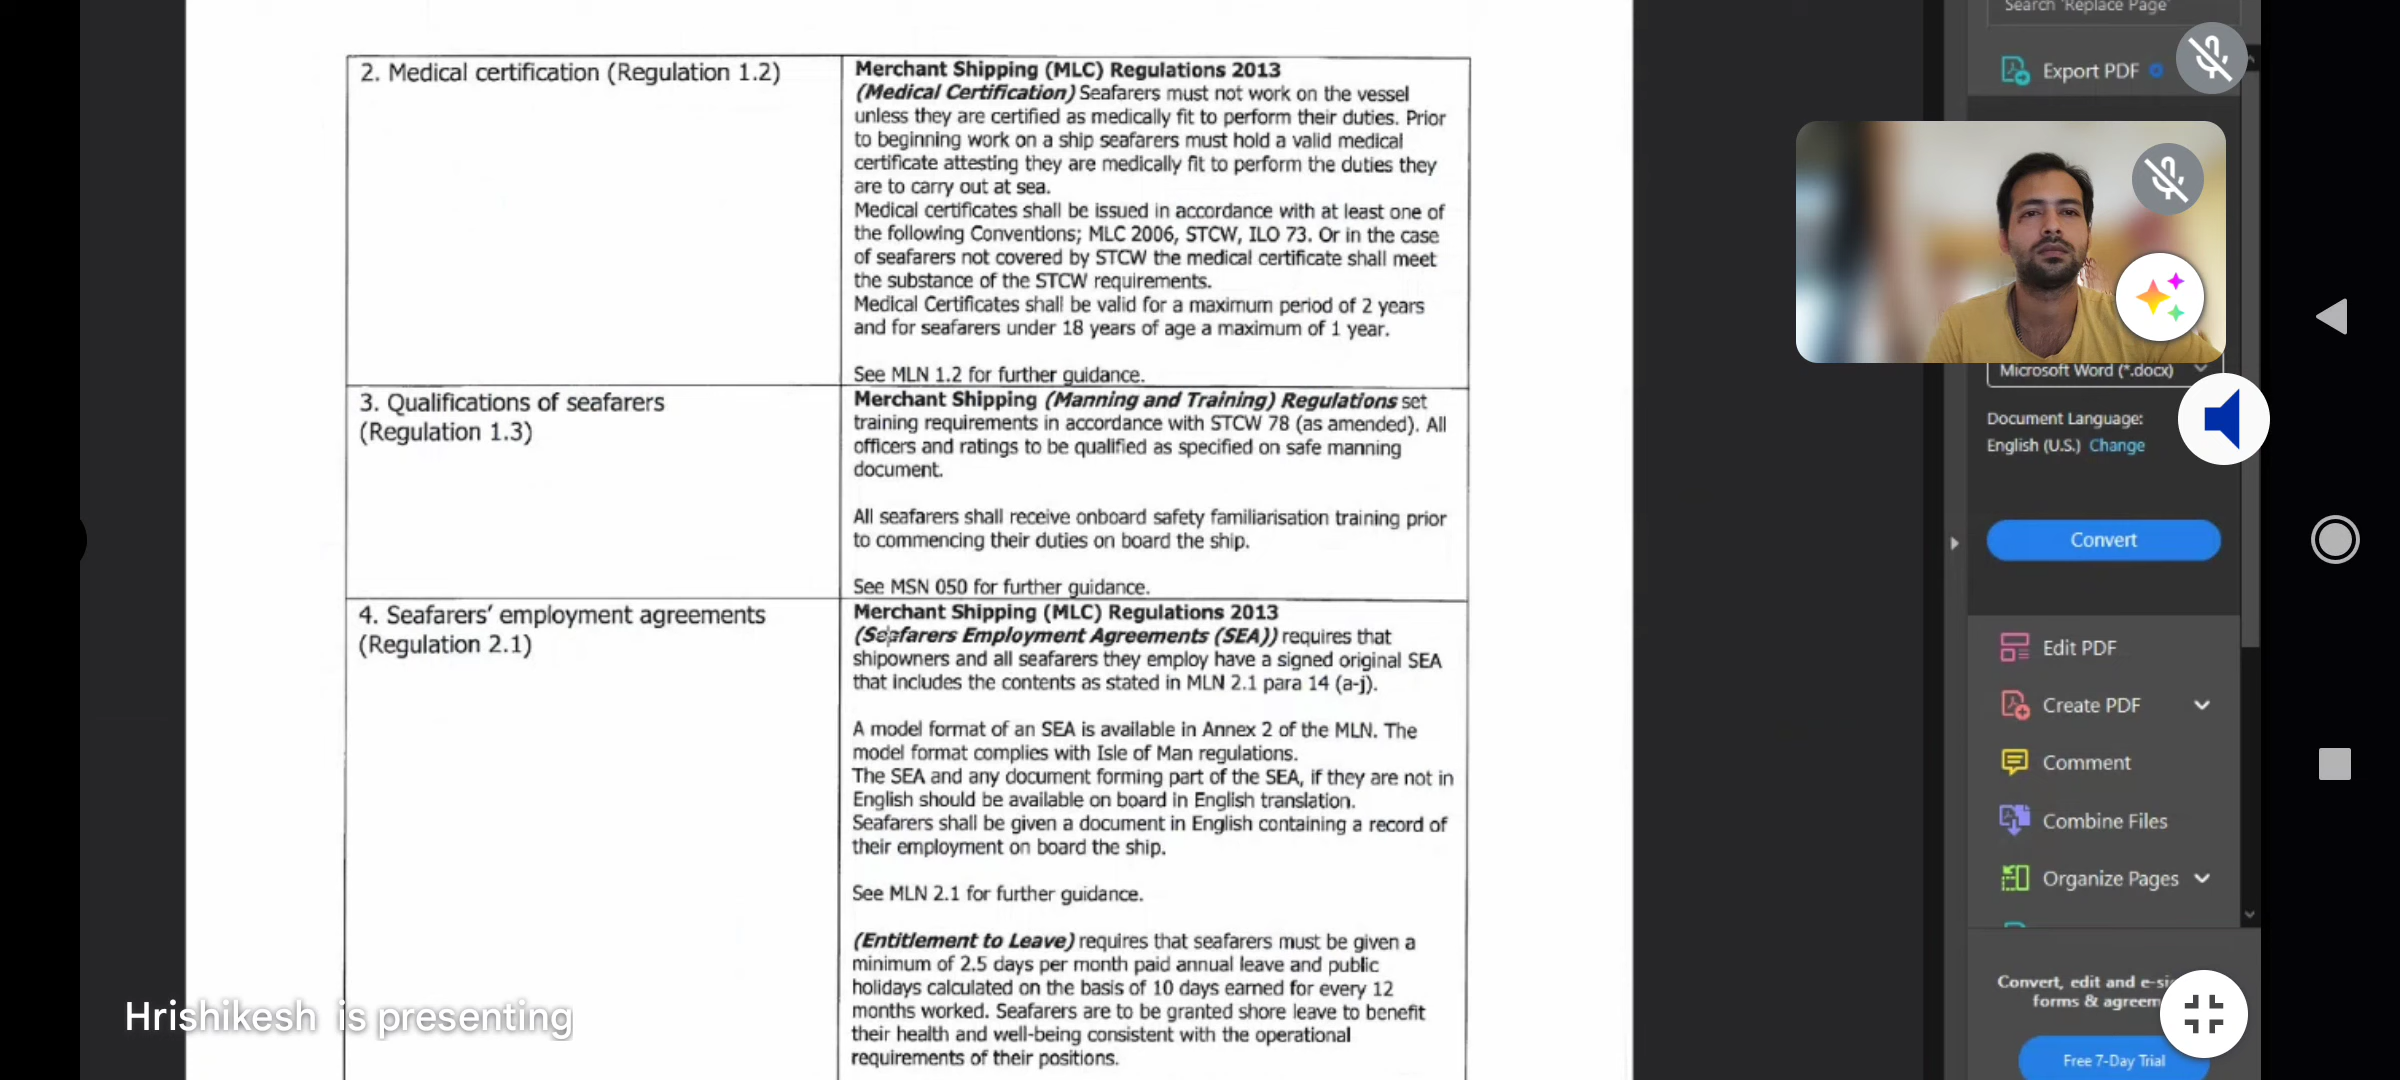 2. Medical certification (Regulation 1.2)
Merchant Shipping (MLC) Regulations 2013
(Medical Certification) Seafarers must not work on the vessel
unless they are certified as medically fit to perform their duties. Prior
to beginning work on a ship seafarers must hold a valid medical
certificate attesting they are medically fit to perform the duties they
are to carry out at sea.
Medical certificates shall be issued in accordance with at least one of
the following Conventions; MLC 2006, STCW, ILO 73. Or in the case
of seafarers not covered by STCW the medical certificate shall meet
the substance of the STCW requirements.
Medical Certificates shall be valid for a maximum period of 2 years
and for seafarers under 18 years of age a maximum of 1 year.
See MLN 1.2 for further guidance.
3. Qualifications of seafarers
(Regulation 1.3)
Merchant Shipping (Manning and Training) Regulations set
training requirements in accordance with STCW 78 (as amended). All
officers and ratings to be qualified as specified on safe manning
document.
All seafarers shall receive onboard safety familiarisation training prior
to commencing their duties on board the ship.
See MSN 050 for further guidance.
4. Seafarers' employment agreements
(Regulation 2.1)
Merchant Shipping (MLC) Regulations 2013
(Seafarers Employment Agreements (SEA)) requires that
shipowners and all seafarers they employ have a signed original SEA
that includes the contents as stated in MLN 2.1 para 14 (a-j).
A model format of an SEA is available in Annex 2 of the MLN. The
model format complies with Isle of Man regulations.
The SEA and any document forming part of the SEA, if they are not in
English should be available on board in English translation.
Seafarers shall be given a document in English containing a record of
their employment on board the ship.
See MLN 2.1 for further guidance.
(Entitlement to Leave) requires that seafarers must be given a
minimum of 2.5 days per month paid annual leave and public
holidays calculated on the basis of 10 days earned for every 12
months worked. Seafarers are to be granted shore leave to benefit
their health and well-being consistent with the operational
requirements of their positions.
Hrishikesh is presenting
Search 'Replace Page'
Export PDF
Microsoft Word (*.docx)
Document Language:
English (U.S.) Change
Convert
Edit PDF
Create PDF
Comment
Combine Files
Organize Pages
Convert, edit and
forms &
Free 7-Day Trial